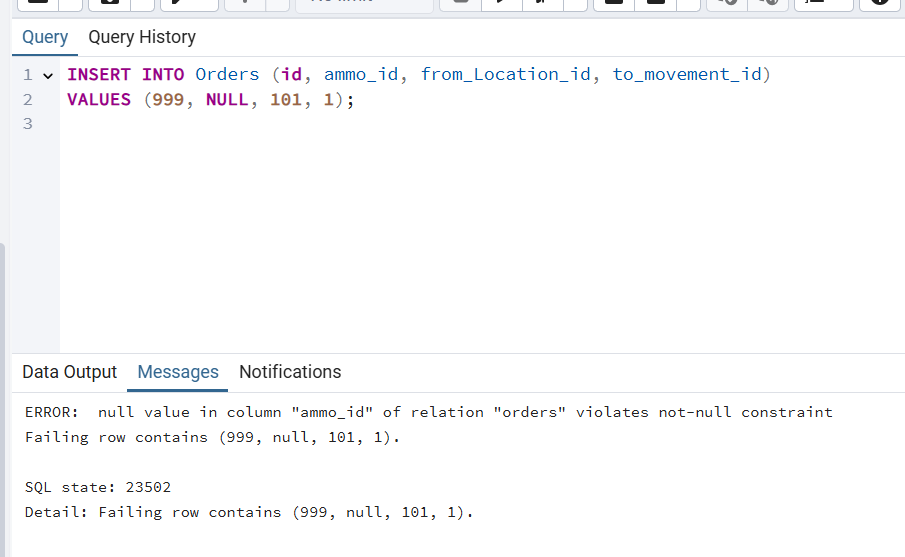 Query Query History
1 INSERT INTO Orders (id, ammo_id, from_Location_id, to_movement_id)
2 VALUES (999, NULL, 101, 1);
3
Data Output Messages Notifications
ERROR:  null value in column "ammo_id" of relation "orders" violates not-null constraint
Failing row contains (999, null, 101, 1).
SQL state: 23502
Detail: Failing row contains (999, null, 101, 1).